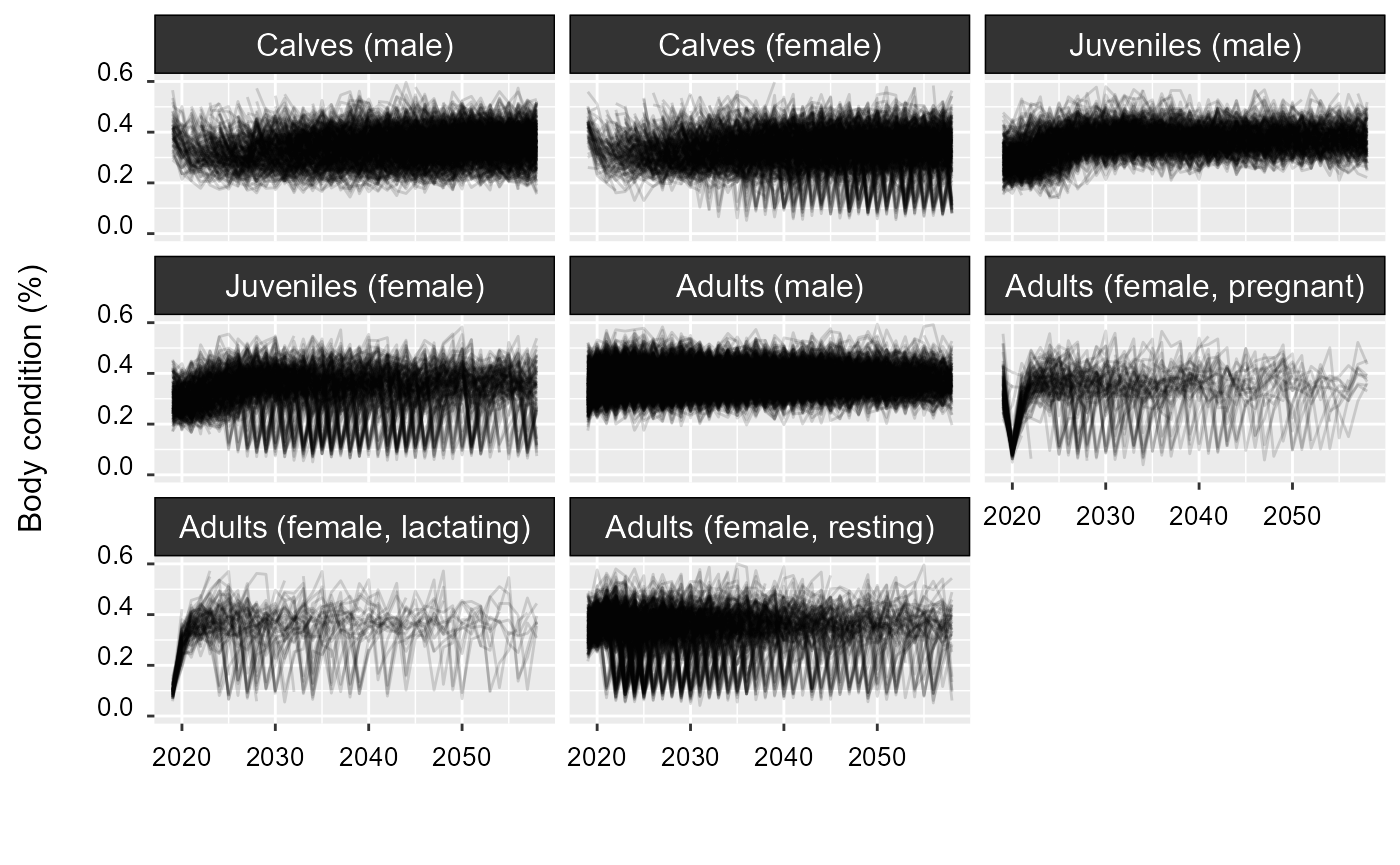 Calves (male) Calves (female) Juveniles (male)
0.6
0.4
0.2
0.0
Juveniles (female) Adults (male) Adults (female, pregnant)
0.6
0.4
0.2
0.0
Body condition (%)
2020 2030 2040 2050
Adults (female, lactating) Adults (female, resting)
0.6
0.4
0.2
0.0
2020 2030 2040 2050 2020 2030 2040 2050